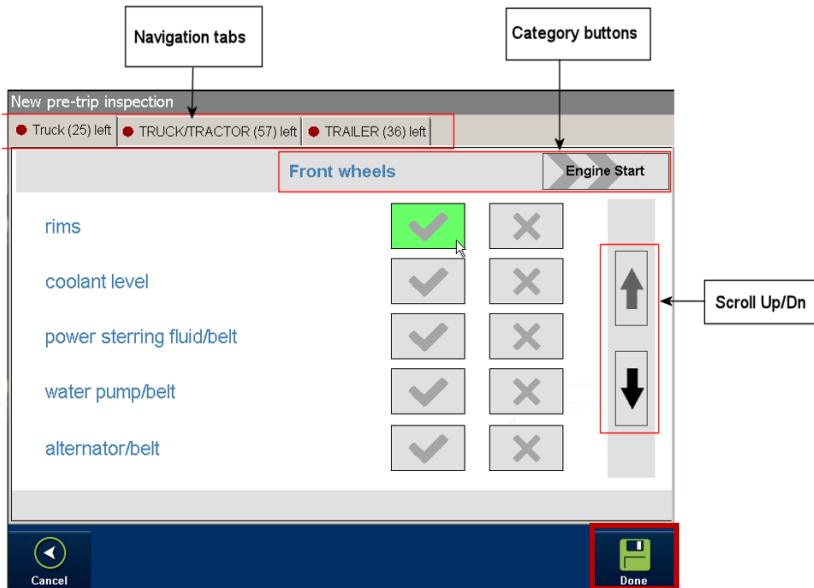 Navigation tabs
Category buttons
New pre-trip inspection
Truck (25) left TRUCK/TRACTOR (57) left TRAILER (36) left
Front wheels Engine Start
rims
coolant level
Scroll Up/Dn
power sterring fluid/belt
water pump/belt
alternator/belt
Cancel Done